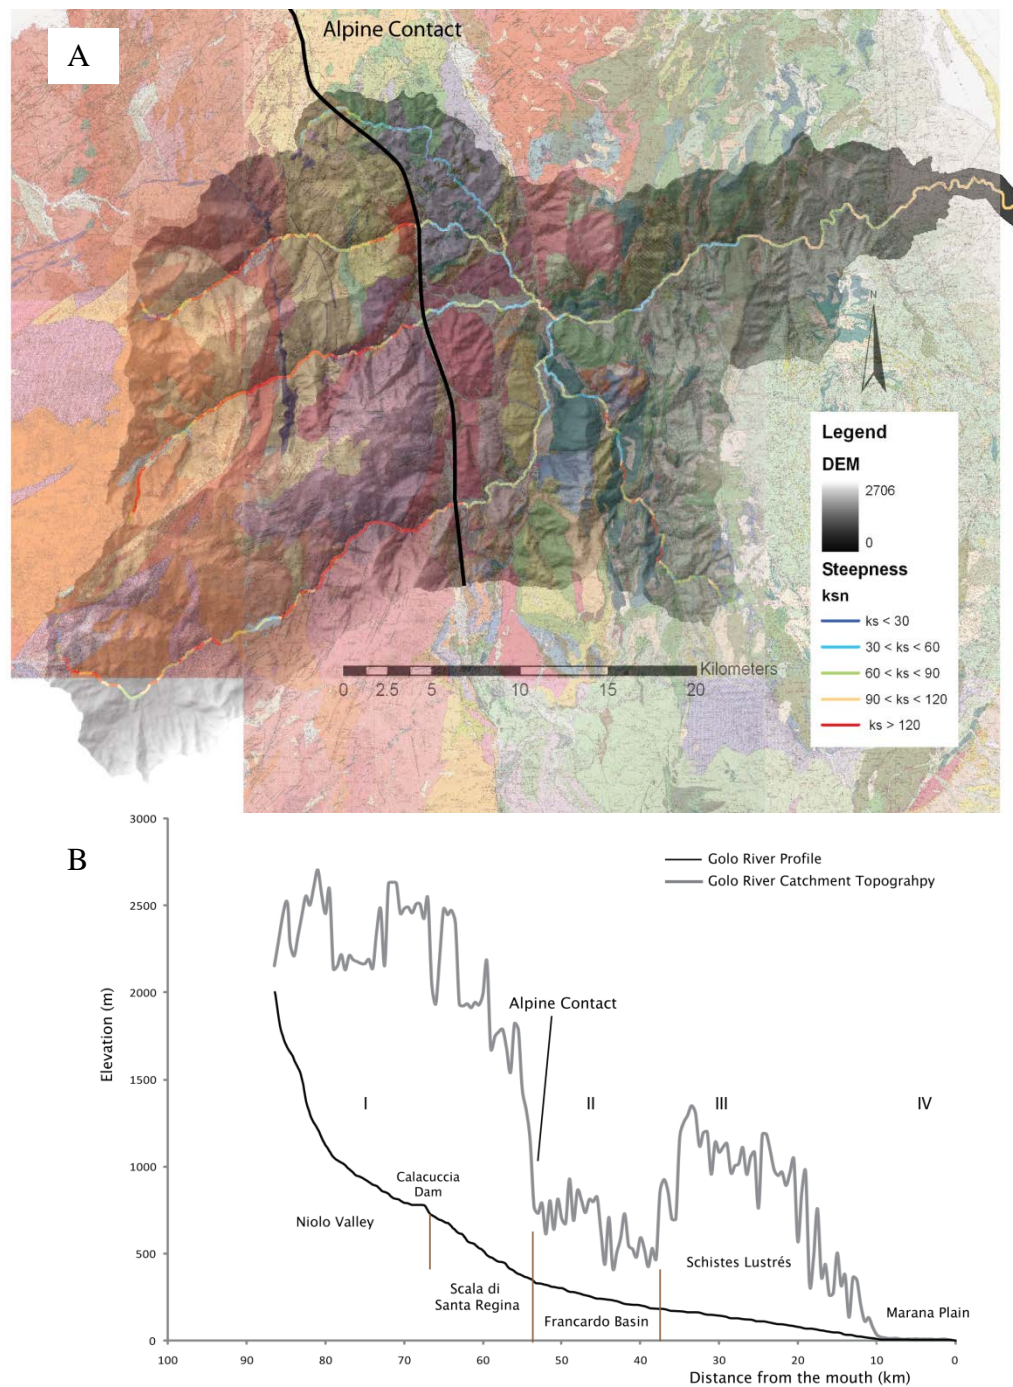 A
Alpine Contact
N
Legend
DEM
2706
0
Steepness
ksn
ks < 30
30 < ks < 60
60 < ks < 90
90 < ks < 120
ks > 120
Kilometers
0 2.5 5 10 15 20
B
3000
2500
2000
1500
1000
500
0
Elevation (m)
Golo River Profile
Golo River Catchment Topograhpy
Alpine Contact
I II III IV
Calacuccia
Dam
Niolo Valley
Scala di
Santa Regina
Francardo Basin
Schistes Lustrés
Marana Plain
100 90 80 70 60 50 40 30 20 10 0
Distance from the mouth (km)